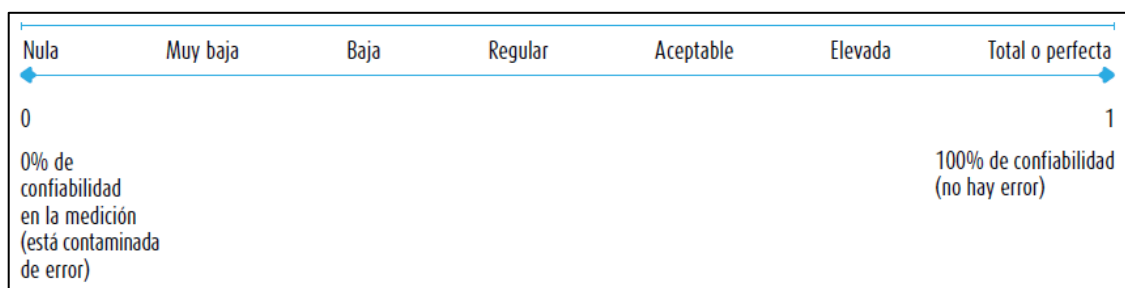 Nula Muy baja Baja Regular Aceptable Elevada Total o perfecta
0 1
0% de
confiabilidad
en la medición
(está contaminada
de error)
100% de confiabilidad
(no hay error)